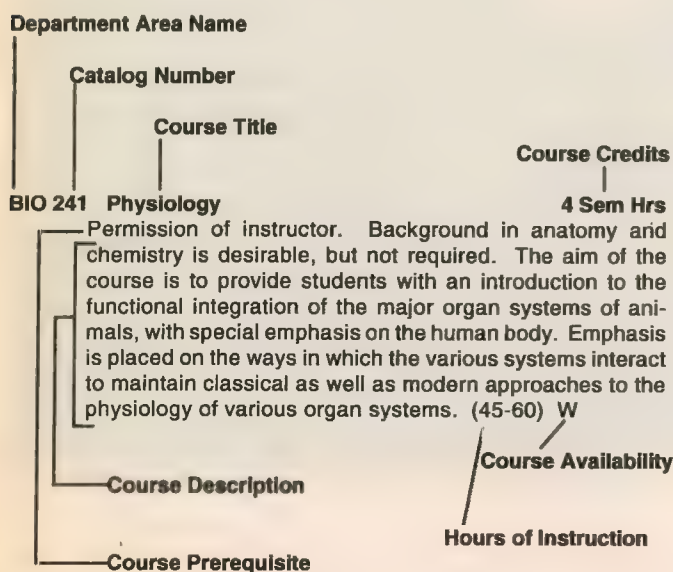 Department Area Name
Catalog Number
Course Title
Course Credits
BIO 241 Physiology 4 Sem Hrs
Permission of instructor. Background in anatomy and
chemistry is desirable, but not required. The aim of the
course is to provide students with an introduction to the
functional integration of the major organ systems of ani-
mals, with special emphasis on the human body. Emphasis
is placed on the ways in which the various systems interact
to maintain classical as well as modern approaches to the
physiology of various organ systems. (45-60) W
Course Availability
Course Description
Hours of Instruction
Course Prerequisite